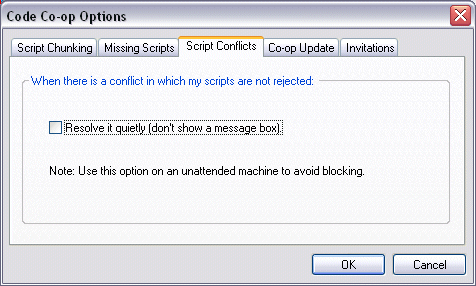 Code Co-op Options
Script Chunking Missing Scripts Script Conflicts Co-op Update Invitations
When there is a conflict in which my scripts are not rejected:
Resolve it quietly (don't show a message box).
Note: Use this option on an unattended machine to avoid blocking.
OK Cancel